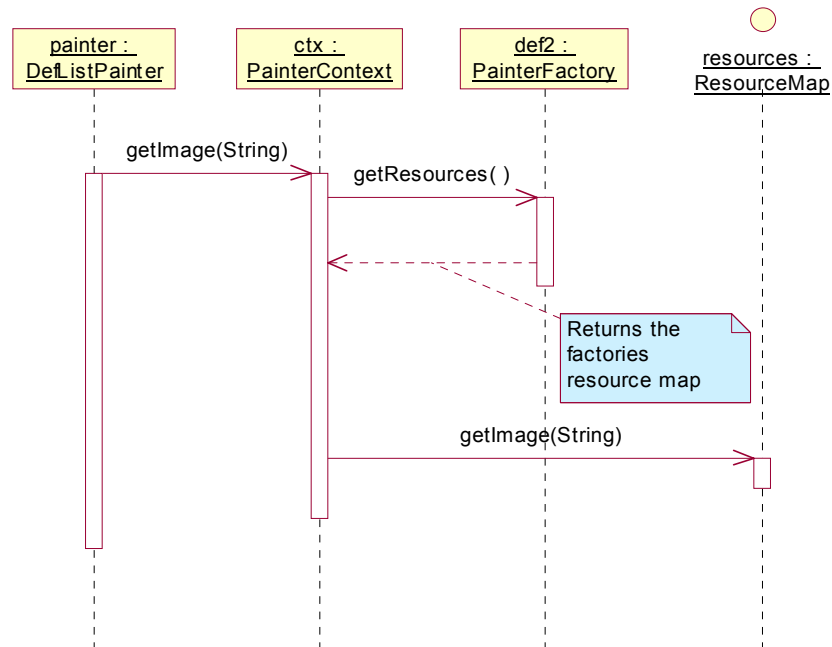 painter :
DefListPainter
ctx :
PainterContext
def2 :
PainterFactory
resources :
ResourceMap
getImage(String)
getResources( )
Returns the
factories
resource map
getImage(String)